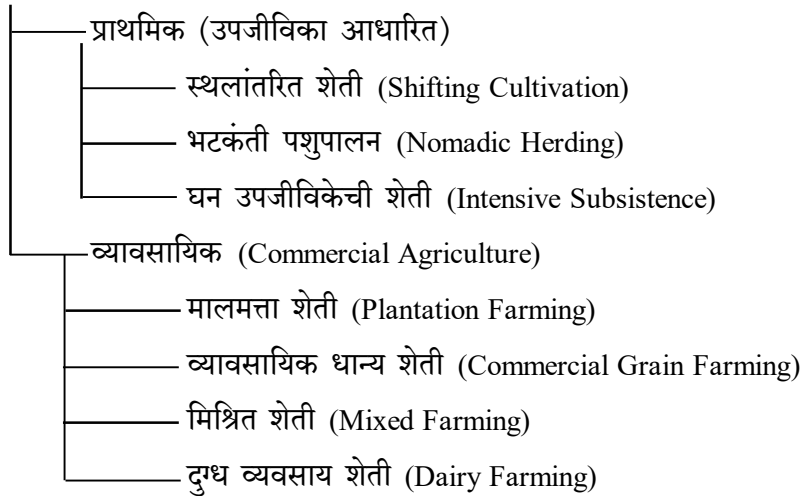 प्राथमिक (उपजीविका आधारित)
स्थलांतरित शेती (Shifting Cultivation)
भटकंती पशुपालन (Nomadic Herding)
घन उपजीविकेची शेती (Intensive Subsistence)
व्यावसायिक (Commercial Agriculture)
मालमत्ता शेती (Plantation Farming)
व्यावसायिक धान्य शेती (Commercial Grain Farming)
मिश्रित शेती (Mixed Farming)
दुग्ध व्यवसाय शेती (Dairy Farming)